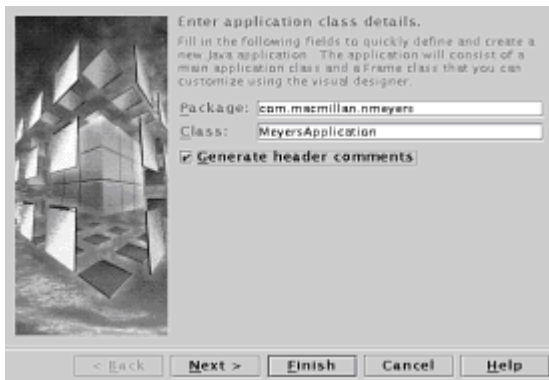 Enter application class details.
Fill in the following fields to quickly define and create a
new Java application. The application will consist of a
main application class and a Frame class that you can
customize using the visual designer.
Package: com.macmillan.nmeyers
Class: MeyersApplication
Generate header comments
< Back Next > Finish Cancel Help